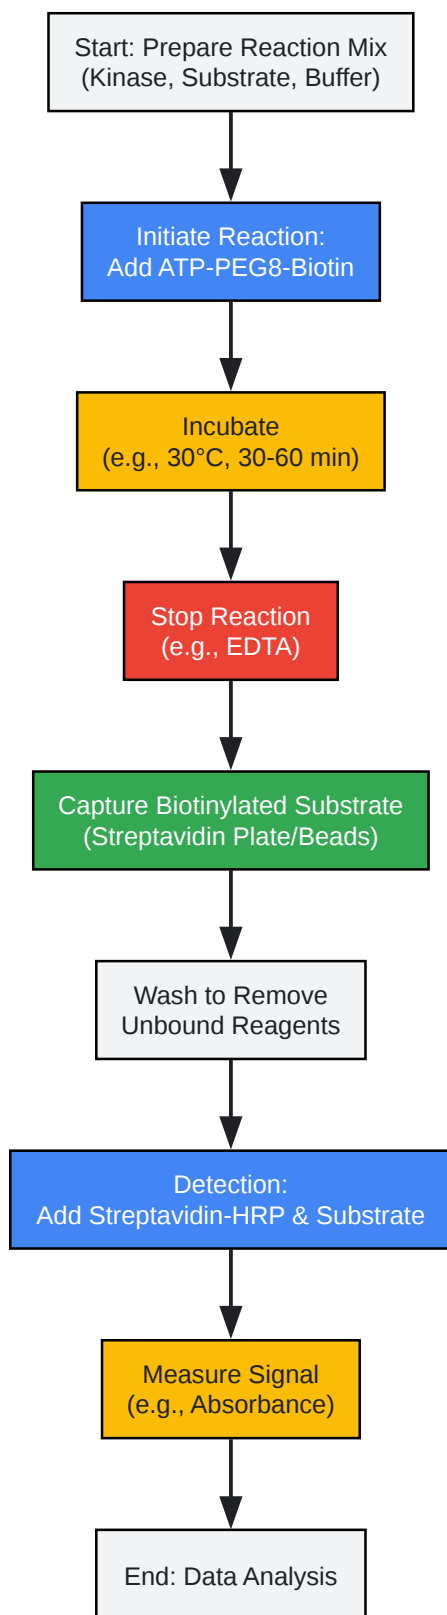 Start: Prepare Reaction Mix
(Kinase, Substrate, Buffer)
Initiate Reaction:
Add ATP-PEG8-Biotin
Incubate
(e.g., 30°C, 30-60 min)
Stop Reaction
(e.g., EDTA)
Capture Biotinylated Substrate
(Streptavidin Plate/Beads)
Wash to Remove
Unbound Reagents
Detection:
Add Streptavidin-HRP & Substrate
Measure Signal
(e.g., Absorbance)
End: Data Analysis